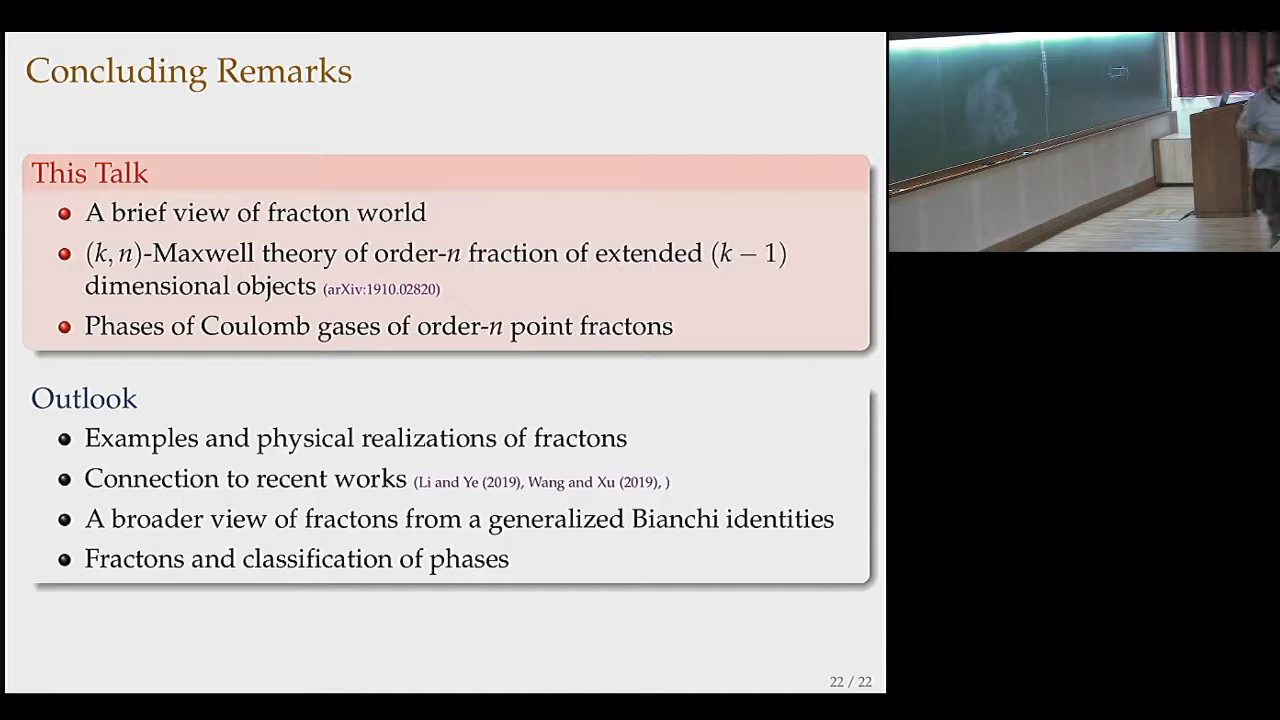 Concluding Remarks
This Talk
A brief view of fracton world
(k, n)-Maxwell theory of order-n fraction of extended (k − 1)
dimensional objects (arXiv:1910.02820)
Phases of Coulomb gases of order-n point fractons
Outlook
Examples and physical realizations of fractons
Connection to recent works (Li and Ye (2019), Wang and Xu (2019), )
A broader view of fractons from a generalized Bianchi identities
Fractons and classification of phases
22 / 22